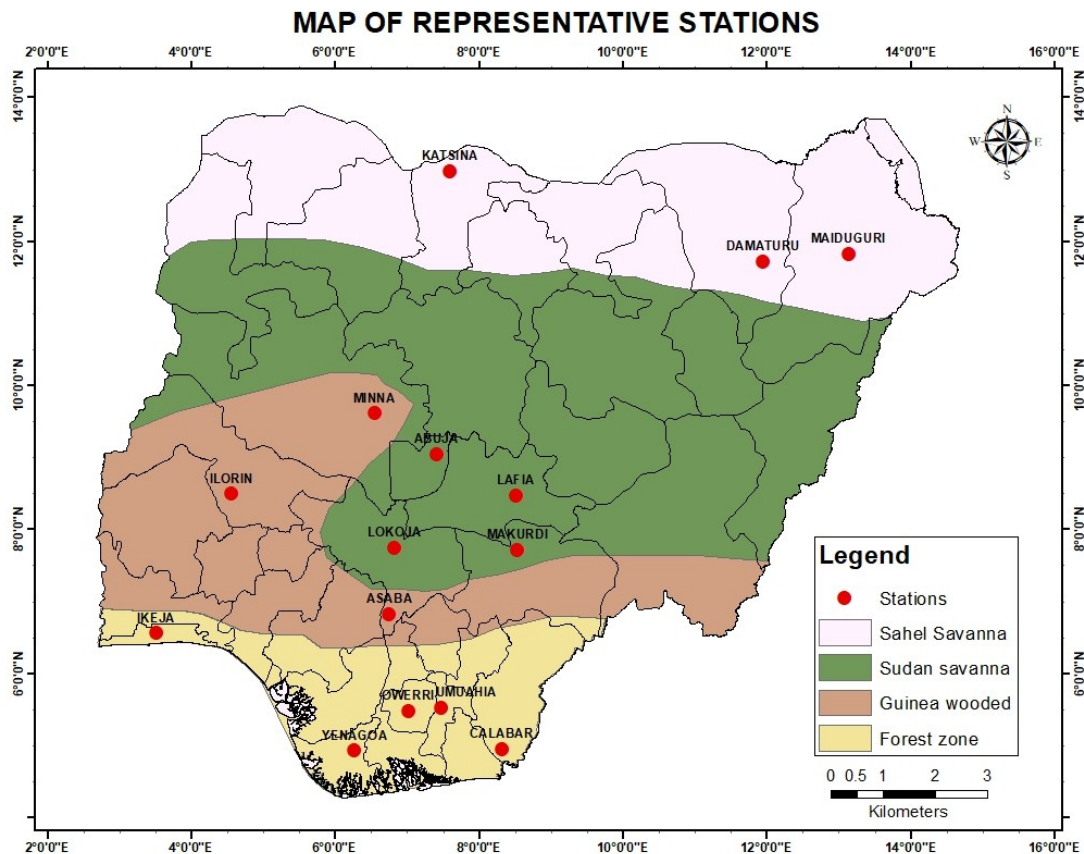 MAP OF REPRESENTATIVE STATIONS
2°0'0"E 4°0'0"E 6°0'0"E 8°0'0"E 10°0'0"E 12°0'0"E 14°0'0"E 16°0'0"E
14°0'0"N 14°0'0"N
N
W E
S
KATSINA
12°0'0"N 12°0'0"N
DAMATURU MAIDUGURI
10°0'0"N 10°0'0"N
MINNA
ABUJA
ILORIN
LAFIA
8°0'0"N 8°0'0"N
LOKOJA MAKURDI
ASABA
IKEJA
6°0'0"N 6°0'0"N
OWERRI UMUAHIA
YENAGOA CALABAR
Legend
Stations
Sahel Savanna
Sudan savanna
Guinea wooded
Forest zone
0 0.5 1 2 3
Kilometers
2°0'0"E 4°0'0"E 6°0'0"E 8°0'0"E 10°0'0"E 12°0'0"E 14°0'0"E 16°0'0"E